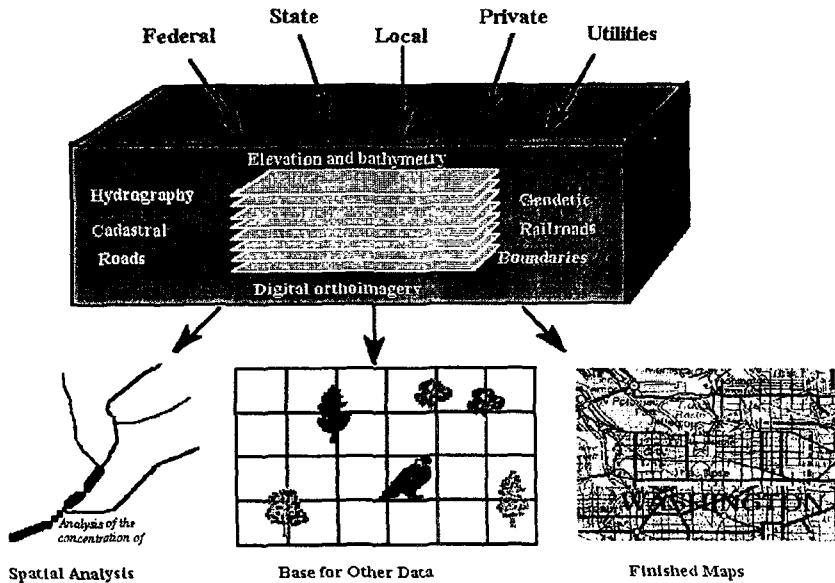 Federal
State
Local
Private
Utilities
Elevation and bathymetry
Hydrography
Cadastral
Roads
Geodetic
Railroads
Boundaries
Digital orthoimagery
Analysis of the
concentration of
WASHINGTON
Spatial Analysis
Base for Other Data
Finished Maps